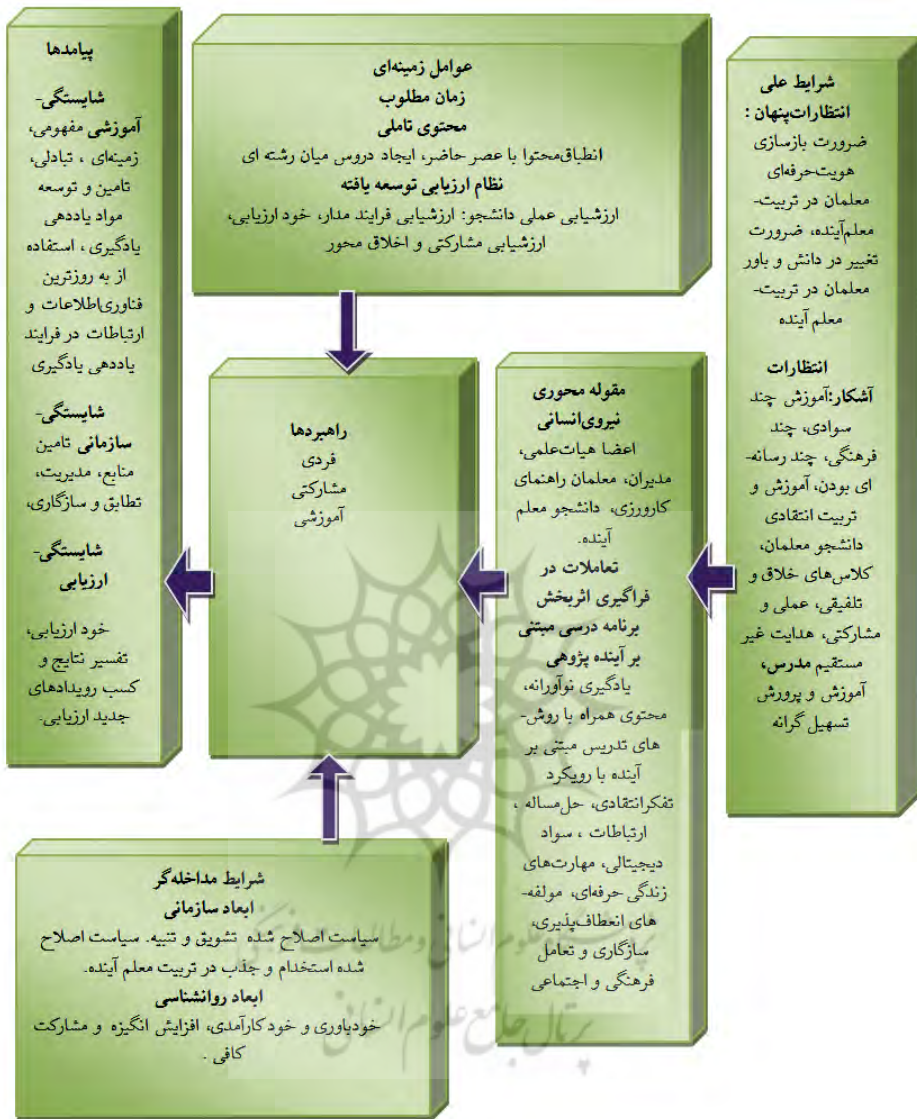 شرایط علی
انتظارات‌پنهان :
ضرورت بازسازی
هویت‌حرفه‌ای
معلمان در تربیت-
معلم‌آینده، ضرورت
تغییر در دانش و باور
معلمان در تربیت-
معلم آینده
انتظارات
آشکار:آموزش چند
سوادی، چند
فرهنگی، چند رسانه-
ای بودن، آموزش و
تربیت انتقادی
دانشجو معلمان،
کلاس‌های خلاق و
تلفیقی، عملی و
مشارکتی، هدایت غیر
مستقیم مدرس،
آموزش و پرورش
تسهیل گرانه
عوامل زمینه‌ای
زمان مطلوب
محتوی تاملی
انطباق‌محتوا با عصر حاضر، ایجاد دروس میان رشته ای
نظام ارزیابی توسعه یافته
ارزشیابی عملی دانشجو: ارزشیابی فرایند مدار، خود ارزیابی،
ارزشیابی مشارکتی و اخلاق محور
مقوله محوری
نیروی‌انسانی
اعضا هیات‌علمی،
مدیران، معلمان راهنمای
کارورزی، دانشجو معلم
آینده.
تعاملات در
فراگیری اثربخش
برنامه درسی مبتنی
بر آینده پژوهی
یادگیری نوآورانه،
محتوی همراه با روش-
های تدریس مبتنی بر
آینده با رویکرد
تفکرانتقادی، حل‌مساله ،
ارتباطات ، سواد
دیجیتالی، مهارت‌های
زندگی حرفه‌ای، مولفه-
های انعطاف‌پذیری،
سازگاری و تعامل
فرهنگی و اجتماعی
راهبردها
فردی
مشارکتی
آموزشی
شرایط مداخله‌گر
ابعاد سازمانی
سیاست اصلاح شده تشویق و تنبیه. سیاست اصلاح
شده استخدام و جذب در تربیت معلم آینده.
ابعاد روانشناسی
خودباوری و خود کارآمدی، افزایش انگیزه و مشارکت
کافی .
پیامدها
شایستگی-
آموزشی مفهومی،
زمینه‌ای ، تبادلی،
تامین و توسعه
مواد یاددهی
یادگیری ، استفاده
از به روزترین
فناوری‌اطلاعات و
ارتباطات در فرایند
یاددهی یادگیری
شایستگی-
سازمانی تامین
منابع، مدیریت،
تطابق و سازگاری،
شایستگی-
ارزیابی
خود ارزیابی،
تفسیر نتایج و
کسب رویدادهای
جدید ارزیابی.
پرتال جامع علوم انسانی